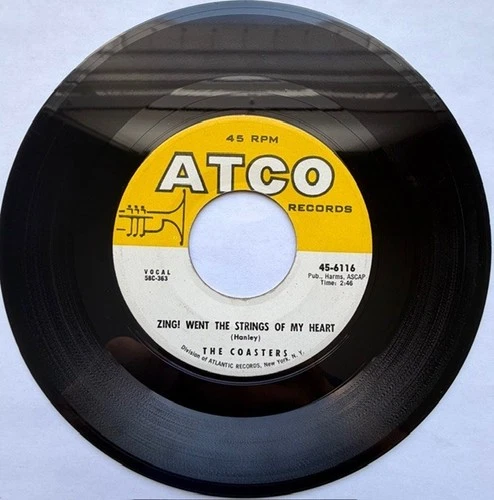 45 RPM
ATCO
RECORDS
VOCAL
58C-363
45-6116
Pub., Harms, ASCAP
Time: 2:46
ZING! WENT THE STRINGS OF MY HEART
(Hanley)
THE COASTERS
Division of ATLANTIC RECORDS, New York, N. Y.